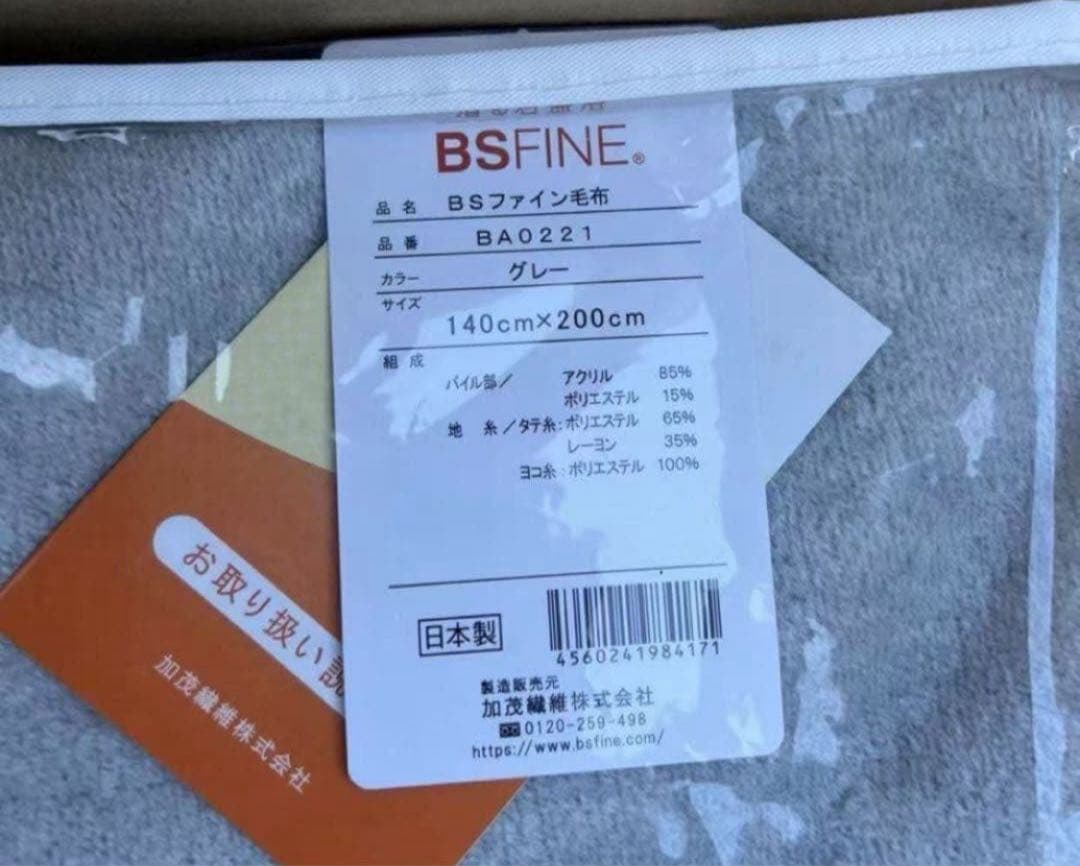 BSFINE®
品名 BSファイン毛布
品番 BA0221
カラー グレー
サイズ
140cm×200cm
組成
パイル部/ アクリル 85%
ポリエステル 15%
地 糸/タテ糸:ポリエステル 65%
レーヨン 35%
ヨコ糸:ポリエステル 100%
日本製
4560241984171
製造販売元
加茂繊維株式会社
0120-259-498
https://www.bsfine.com/
お取り扱い説
加茂繊維株式会社